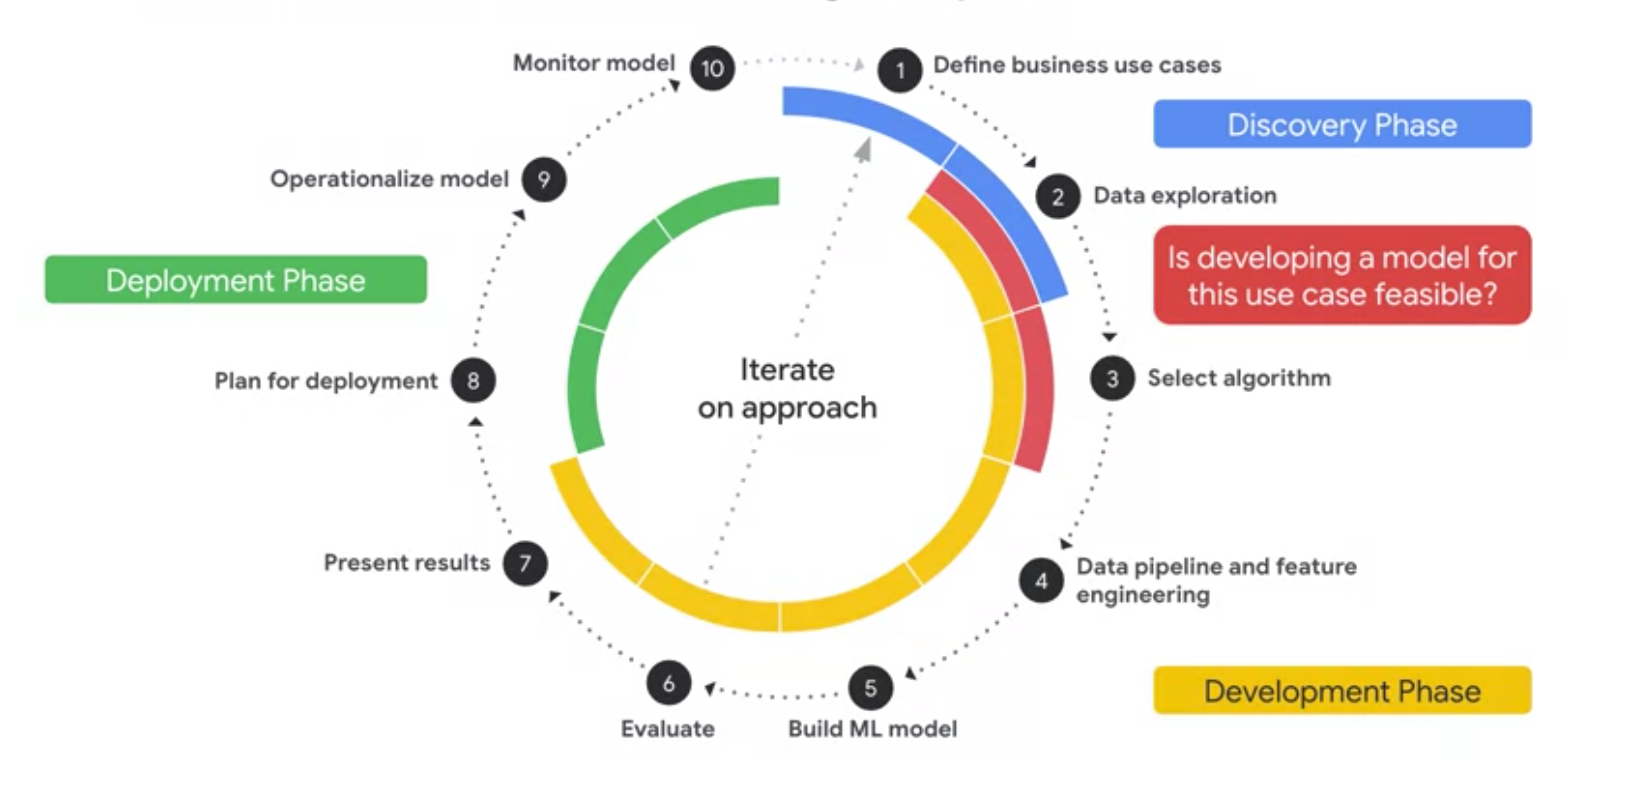 Monitor model
10
1
Define business use cases
Discovery Phase
Operationalize model
9
2
Data exploration
Is developing a model for
this use case feasible?
Deployment Phase
Iterate
on approach
Plan for deployment
8
3
Select algorithm
Present results
7
4
Data pipeline and feature
engineering
6
Evaluate
5
Build ML model
Development Phase